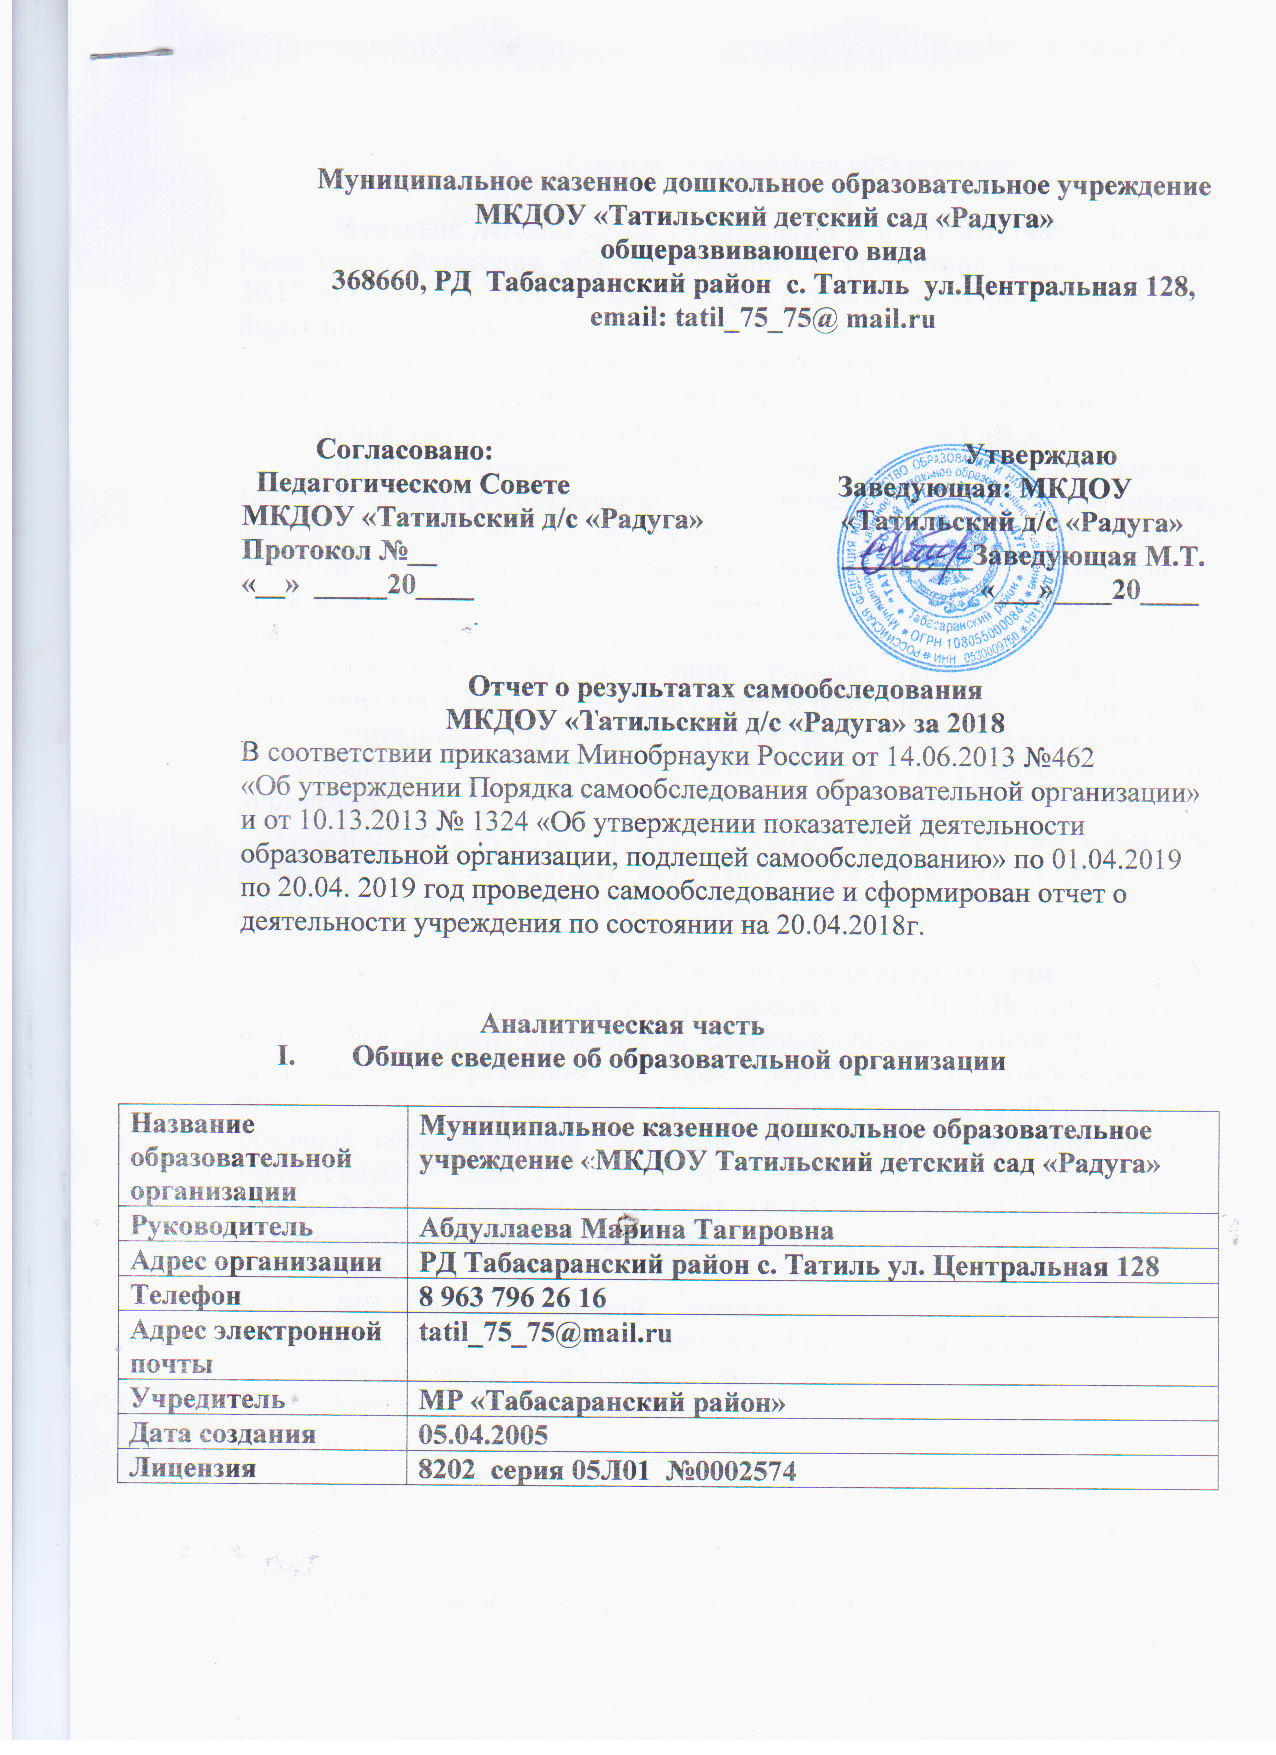 Муниципальное казенное дошкольное образовательное учреждение
МКДОУ «Татильский детский сад «Радуга»
общеразвивающего вида
368660, РД  Табасаранский район  с. Татиль  ул.Центральная 128,
email: tatil_75_75@ mail.ru
Согласовано:
Педагогическом Совете
МКДОУ «Татильский д/с «Радуга»
Протокол №__
«__»  _____20____
Утверждаю
Заведующая: МКДОУ
«Татильский д/с «Радуга»
_________Заведующая М.Т.
«___»____20____
Отчет о результатах самообследования
МКДОУ «Татильский д/с «Радуга» за 2018
В соответствии приказами Минобрнауки России от 14.06.2013 №462
«Об утверждении Порядка самообследования образовательной организации»
и от 10.13.2013 № 1324 «Об утверждении показателей деятельности
образовательной организации, подлещей самообследованию» по 01.04.2019
по 20.04. 2019 год проведено самообследование и сформирован отчет о
деятельности учреждения по состоянии на 20.04.2018г.
Аналитическая часть
I. Общие сведение об образовательной организации
Название
образовательной
организации
Муниципальное казенное дошкольное образовательное
учреждение «МКДОУ Татильский детский сад «Радуга»
Руководитель Абдуллаева Марина Тагировна
Адрес организации РД Табасаранский район с. Татиль ул. Центральная 128
Телефон 8 963 796 26 16
Адрес электронной
почты
tatil_75_75@mail.ru
Учредитель МР «Табасаранский район»
Дата создания 05.04.2005
Лицензия 8202  серия 05Л01  №0002574